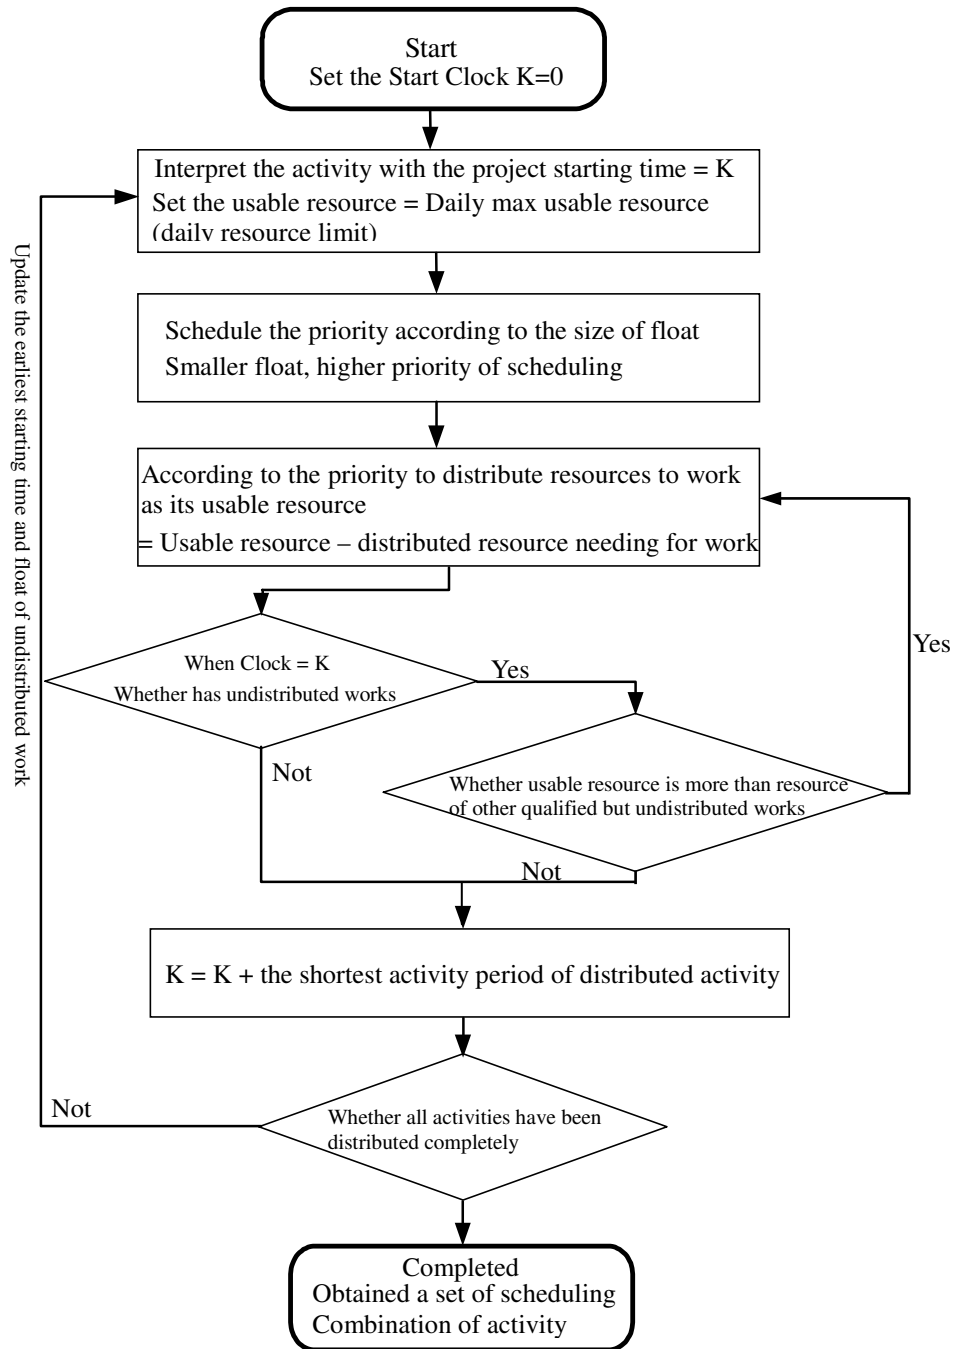 Start
Set the Start Clock K=0
Interpret the activity with the project starting time = K
Set the usable resource = Daily max usable resource
(daily resource limit)
Update the earliest starting time and float of undistributed work
Schedule the priority according to the size of float
Smaller float, higher priority of scheduling
According to the priority to distribute resources to work
as its usable resource
= Usable resource – distributed resource needing for work
When Clock = K
Whether has undistributed works
Yes
Yes
Not
Whether usable resource is more than resource
of other qualified but undistributed works
Not
K = K + the shortest activity period of distributed activity
Not
Whether all activities have been
distributed completely
Completed
Obtained a set of scheduling
Combination of activity